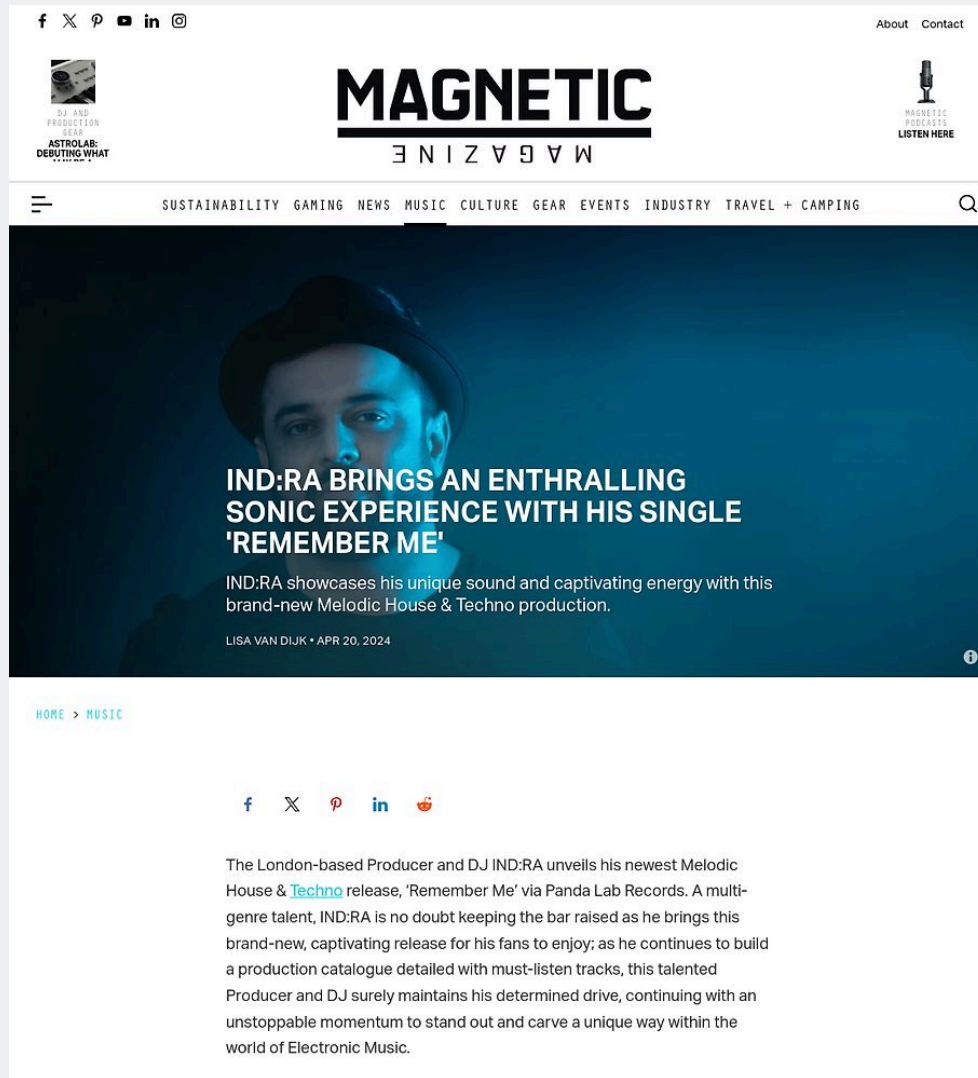 About Contact
DJ AND
PRODUCTION
GEAR
ASTROLAB:
DEBUTING WHAT
MAGNETIC
MAGAZINE
MAGNETIC
PODCASTS
LISTEN HERE
SUSTAINABILITY GAMING NEWS MUSIC CULTURE GEAR EVENTS INDUSTRY TRAVEL + CAMPING
IND:RA BRINGS AN ENTHRALLING
SONIC EXPERIENCE WITH HIS SINGLE
'REMEMBER ME'
IND:RA showcases his unique sound and captivating energy with this
brand-new Melodic House & Techno production.
LISA VAN DIJK • APR 20, 2024
HOME > MUSIC
The London-based Producer and DJ IND:RA unveils his newest Melodic
House & Techno release, ‘Remember Me’ via Panda Lab Records. A multi-
genre talent, IND:RA is no doubt keeping the bar raised as he brings this
brand-new, captivating release for his fans to enjoy; as he continues to build
a production catalogue detailed with must-listen tracks, this talented
Producer and DJ surely maintains his determined drive, continuing with an
unstoppable momentum to stand out and carve a unique way within the
world of Electronic Music.